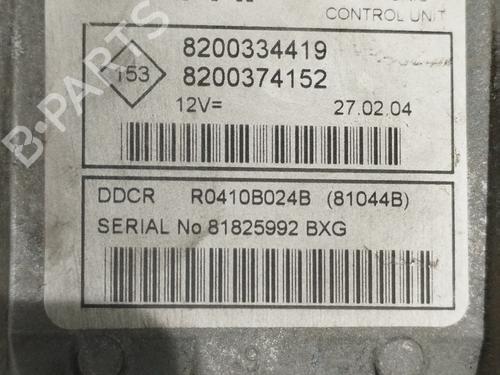 CONTROL UNIT
153
8200334419
8200374152
12V= 27.02.04
DDCR R0410B024B (81044B)
SERIAL No 81825992 BXG
B-PARTS